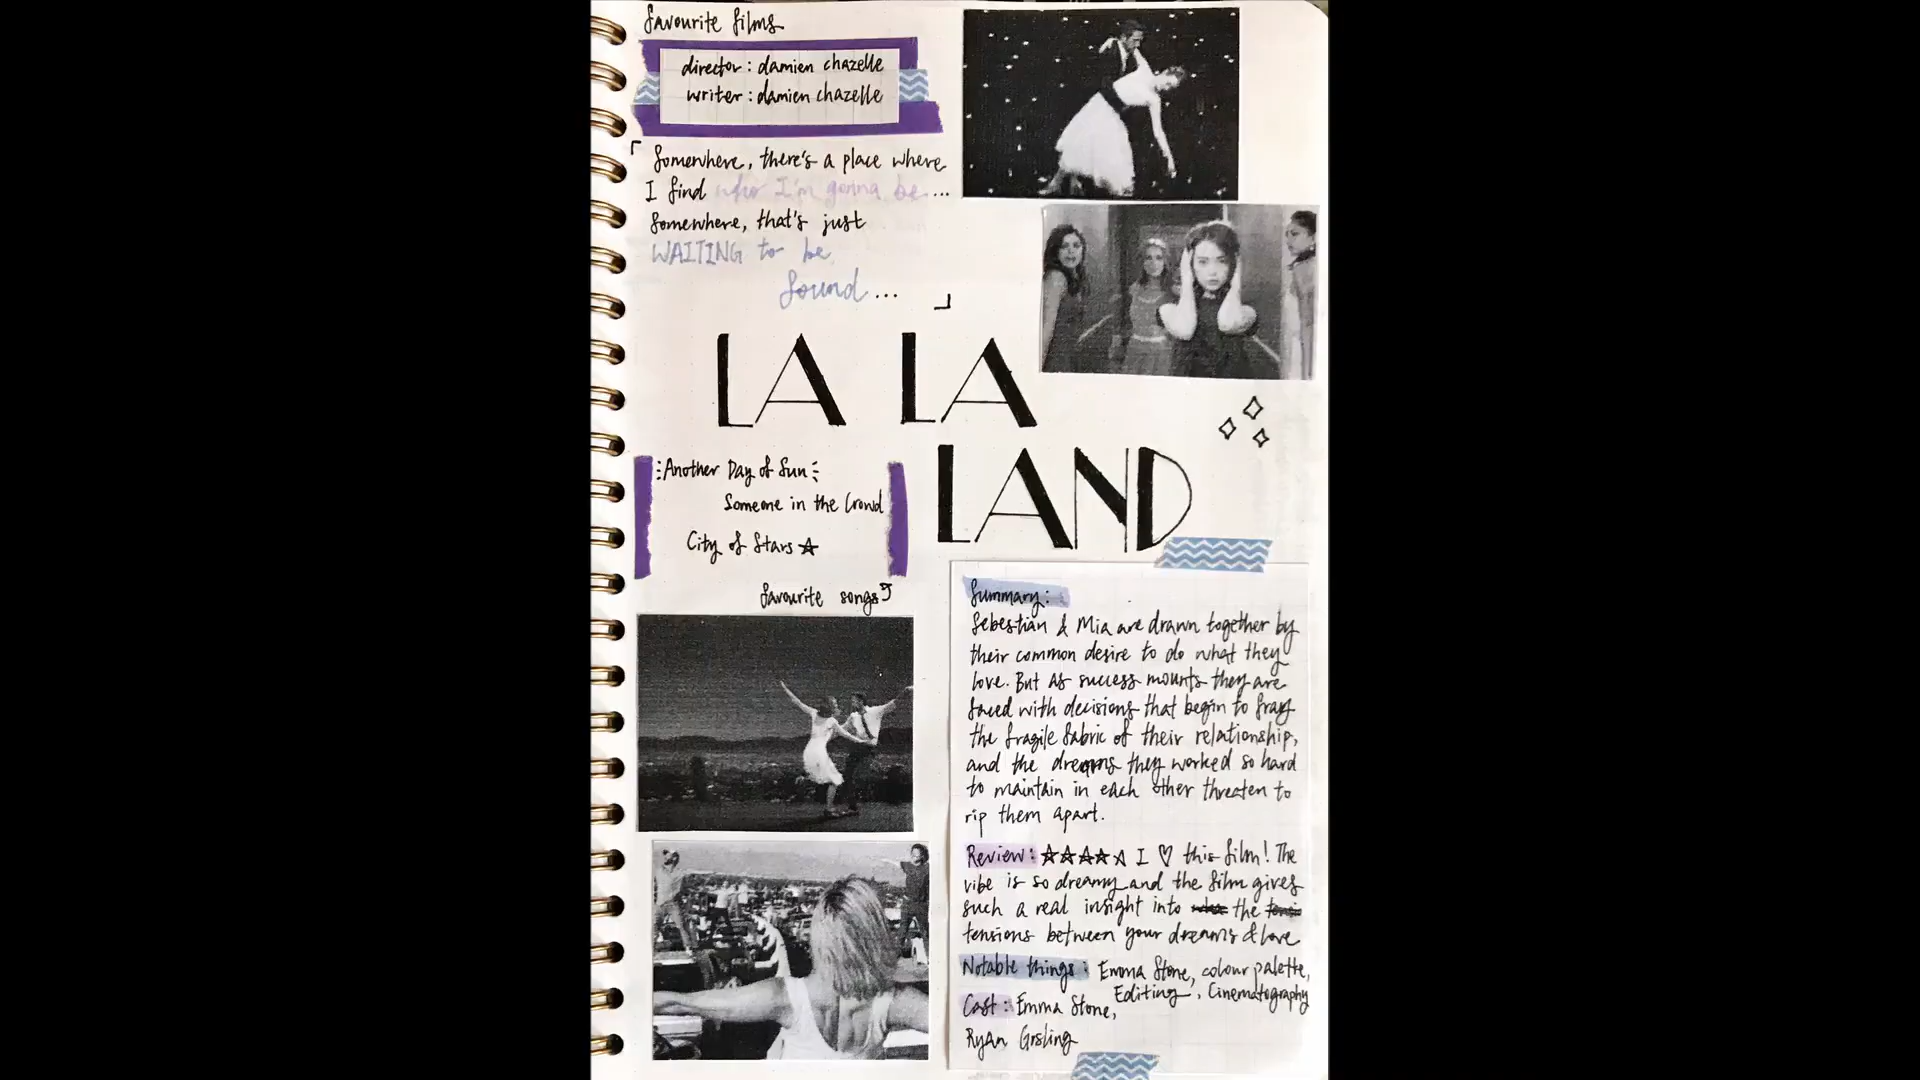 favourite films
director: damien chazelle
writer: damien chazelle
「Somewhere, there's a place where
I find who I'm gonna be...
Somewhere, that's just
WAITING to be
found... 」
LA LA
LAND
Another Day of Sun
Someone in the Crowd
City of Stars ☆
favourite songs
Summary:
Sebastian & Mia are drawn together by
their common desire to do what they
love. But as success mounts they are
faced with decisions that begin to fray
the fragile fabric of their relationship,
and the dreams they worked so hard
to maintain in each other threaten to
rip them apart.
Review: ☆☆☆☆☆ I ♡ this film! The
vibe is so dreamy and the film gives
such a real insight into the
tensions between your dreams & love
Notable things: Emma Stone, colour palette,
Editing, Cinematography
Cast: Emma Stone,
Ryan Gosling